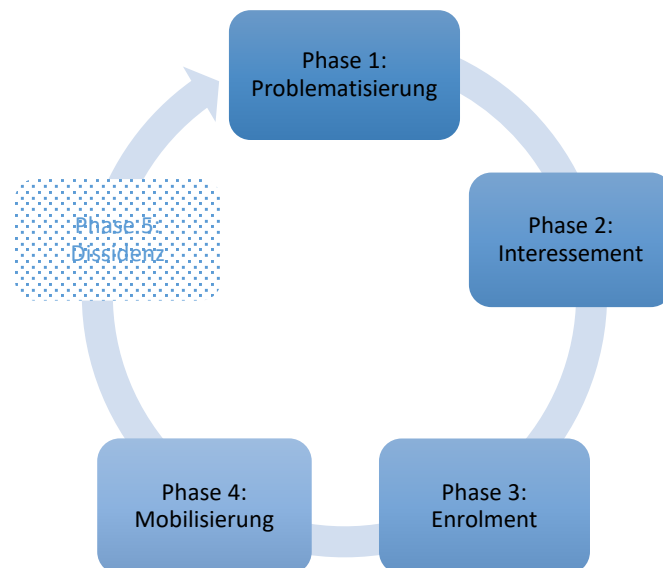 Phase 1:
Problematisierung
Phase 2:
Interessement
Phase 3:
Enrolment
Phase 4:
Mobilisierung
Phase 5:
Dissidenz